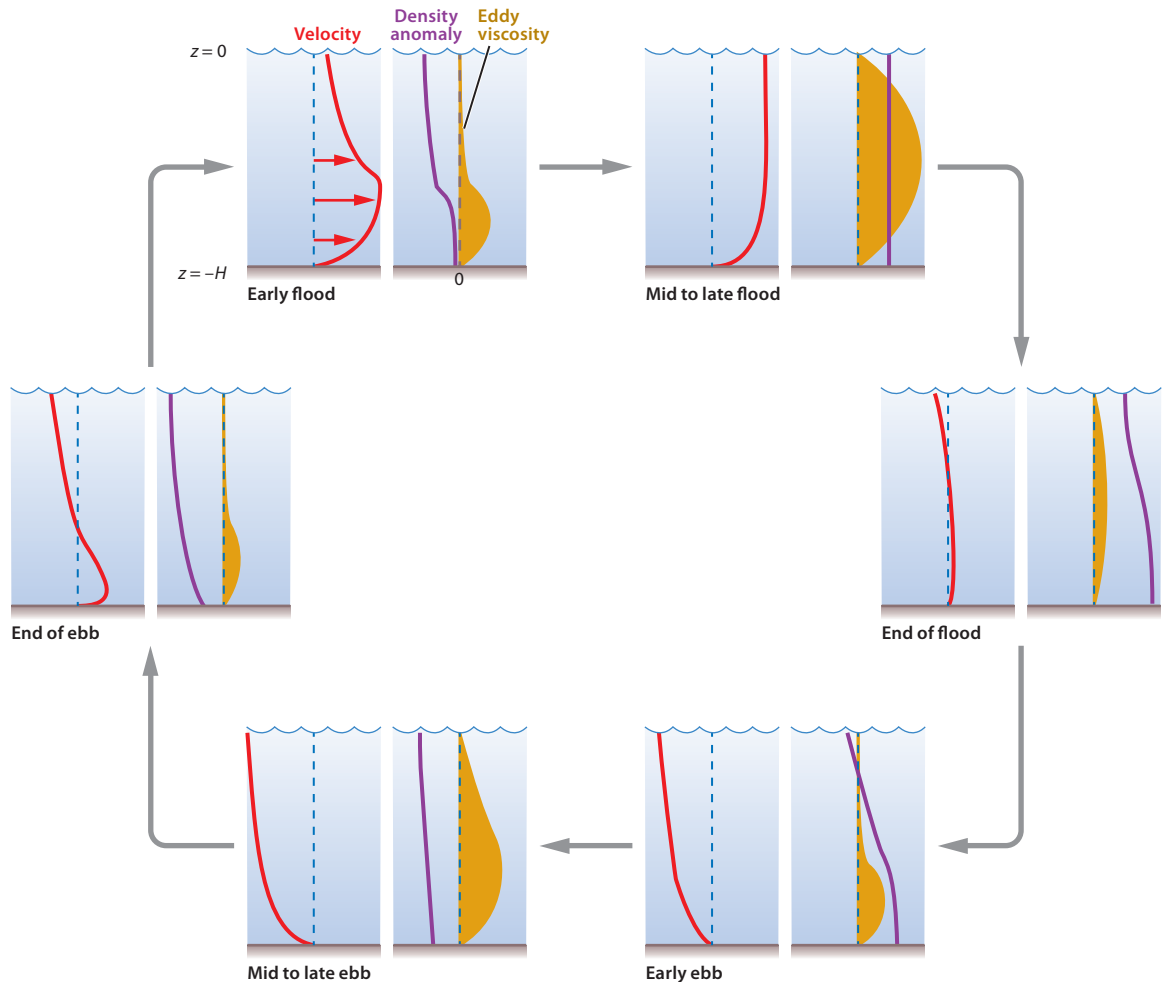 Velocity
Density
anomaly
Eddy
viscosity
z = 0
z = –H
0
Early flood
Mid to late flood
End of ebb
End of flood
Mid to late ebb
Early ebb